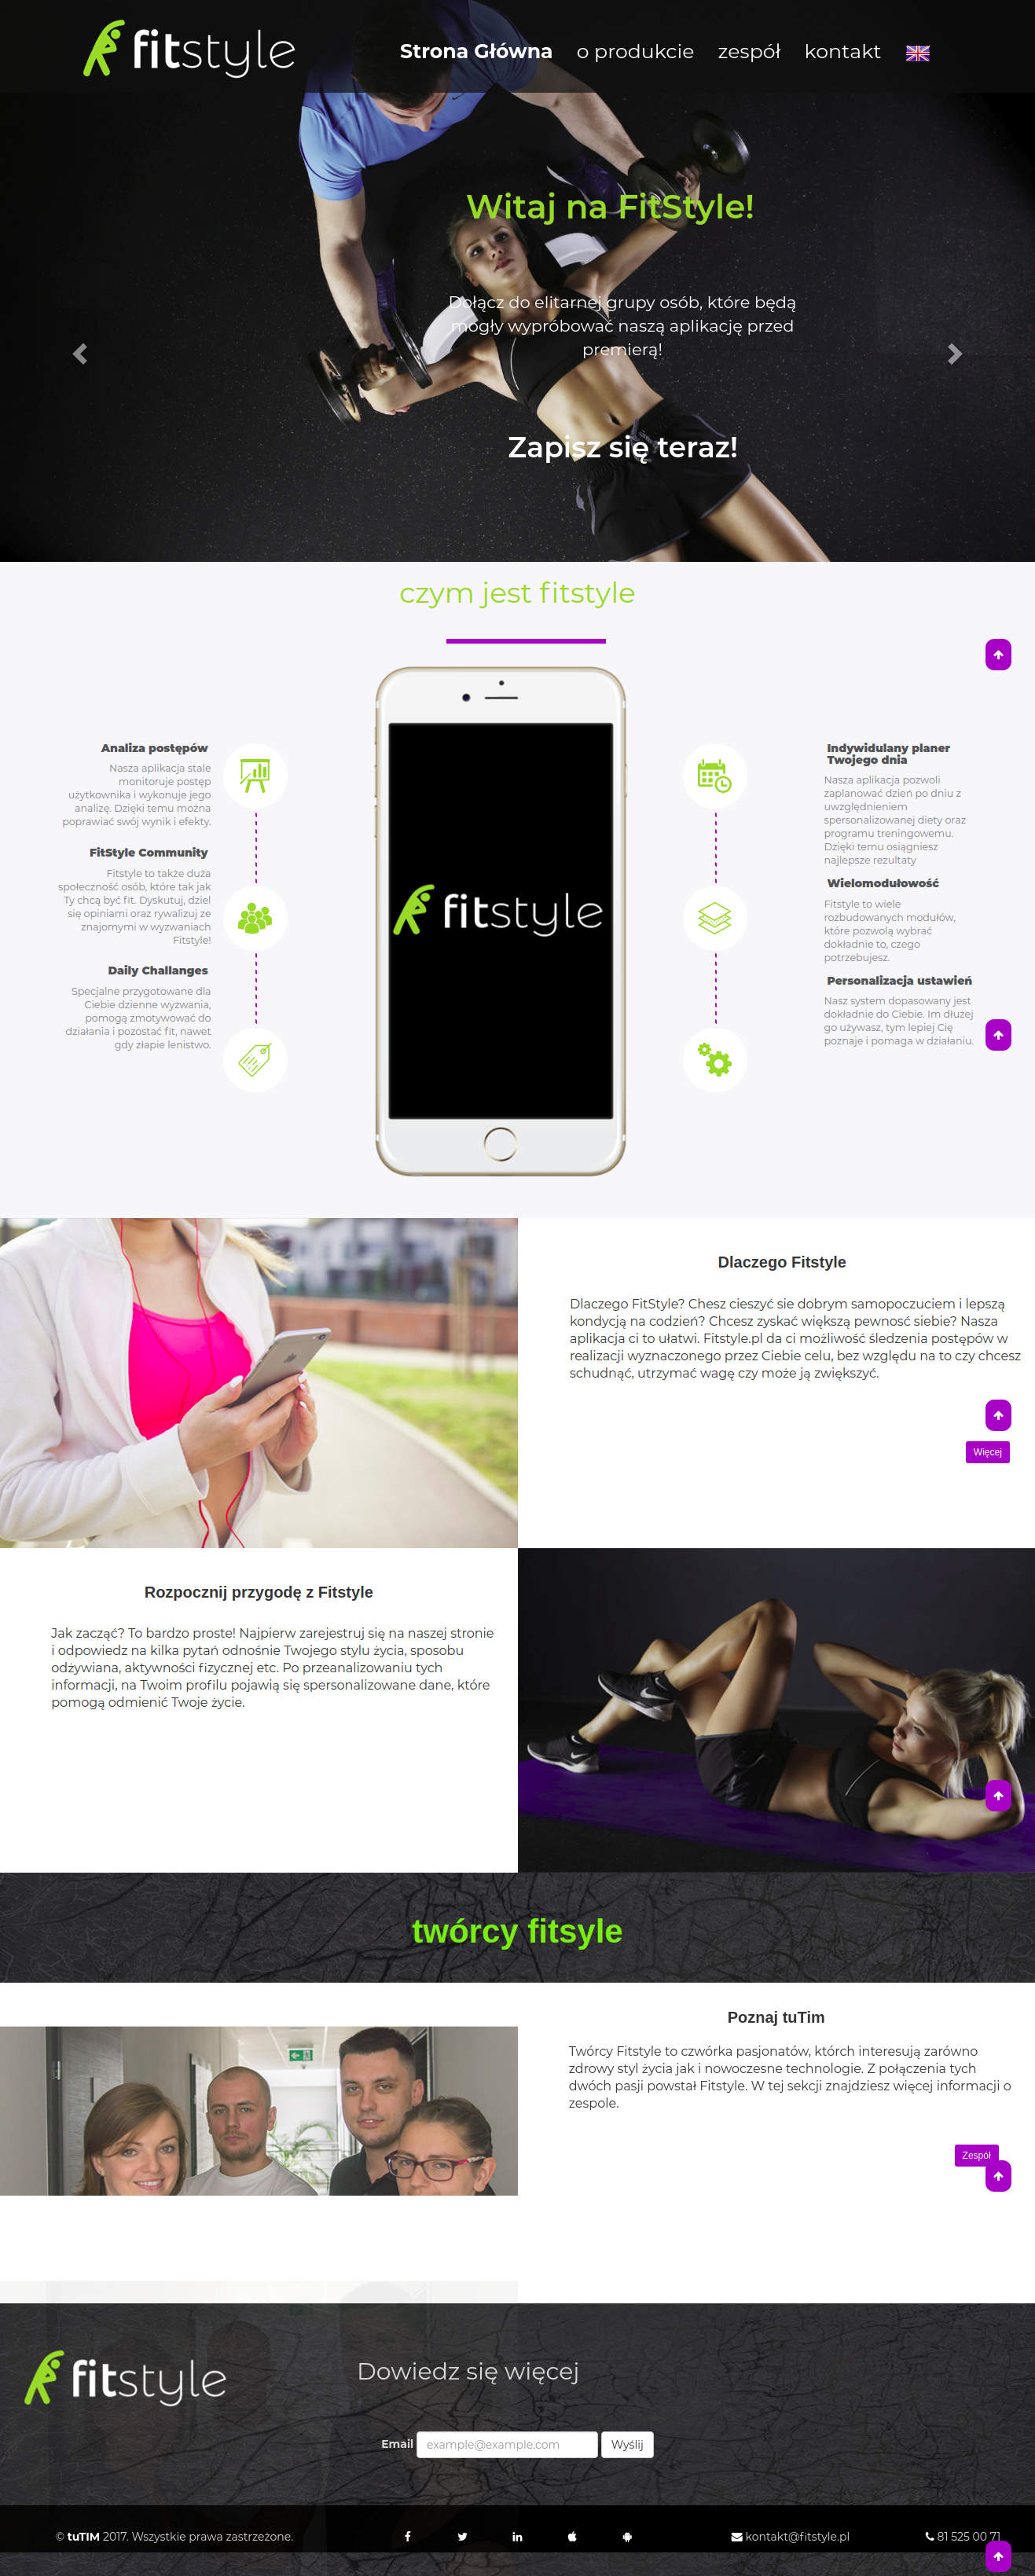 fitstyle
Strona Główna o produkcie zespół kontakt
Witaj na FitStyle!
Dołącz do elitarnej grupy osób, które będą
mogły wypróbować naszą aplikację przed
premierą!
Zapisz się teraz!
czym jest fitstyle
Analiza postępów
Nasza aplikacja stale
monitoruje postęp
użytkownika i wykonuje jego
analizę. Dzięki temu można
poprawiać swój wynik i efekty.
FitStyle Community
Fitstyle to także duża
społeczność osób, które tak jak
Ty chcą być fit. Dyskutuj, dziel
się opiniami oraz rywalizuj ze
znajomymi w wyzwaniach
Fitstyle!
Daily Challanges
Specjalne przygotowane dla
Ciebie dzienne wyzwania,
pomogą zmotywować do
działania i pozostać fit, nawet
gdy złapie lenistwo.
fitstyle
Indywidulany planer
Twojego dnia
Nasza aplikacja pozwoli
zaplanować dzień po dniu z
uwzględnieniem
spersonalizowanej diety oraz
programu treningowemu.
Dzięki temu osiągniesz
najlepsze rezultaty
Wielomodułowość
Fitstyle to wiele
rozbudowanych modułów,
które pozwolą wybrać
dokładnie to, czego
potrzebujesz.
Personalizacja ustawień
Nasz system dopasowany jest
dokładnie do Ciebie. Im dłużej
go używasz, tym lepiej Cię
poznaje i pomaga w działaniu.
Dlaczego Fitstyle
Dlaczego FitStyle? Chesz cieszyć sie dobrym samopoczuciem i lepszą
kondycją na codzień? Chcesz zyskać większą pewnosć siebie? Nasza
aplikacja ci to ułatwi. Fitstyle.pl da ci możliwość śledzenia postępów w
realizacji wyznaczonego przez Ciebie celu, bez względu na to czy chcesz
schudnąć, utrzymać wagę czy może ją zwiększyć.
Więcej
Rozpocznij przygodę z Fitstyle
Jak zacząć? To bardzo proste! Najpierw zarejestruj się na naszej stronie
i odpowiedz na kilka pytań odnośnie Twojego stylu życia, sposobu
odżywiana, aktywności fizycznej etc. Po przeanalizowaniu tych
informacji, na Twoim profilu pojawią się spersonalizowane dane, które
pomogą odmienić Twoje życie.
twórcy fitsyle
Poznaj tuTim
Twórcy Fitstyle to czwórka pasjonatów, którch interesują zarówno
zdrowy styl życia jak i nowoczesne technologie. Z połączenia tych
dwóch pasji powstał Fitstyle. W tej sekcji znajdziesz więcej informacji o
zespole.
Zespół
fitstyle
Dowiedz się więcej
Email example@example.com Wyślij
© tuTIM 2017. Wszystkie prawa zastrzeżone. kontakt@fitstyle.pl 81 525 00 71